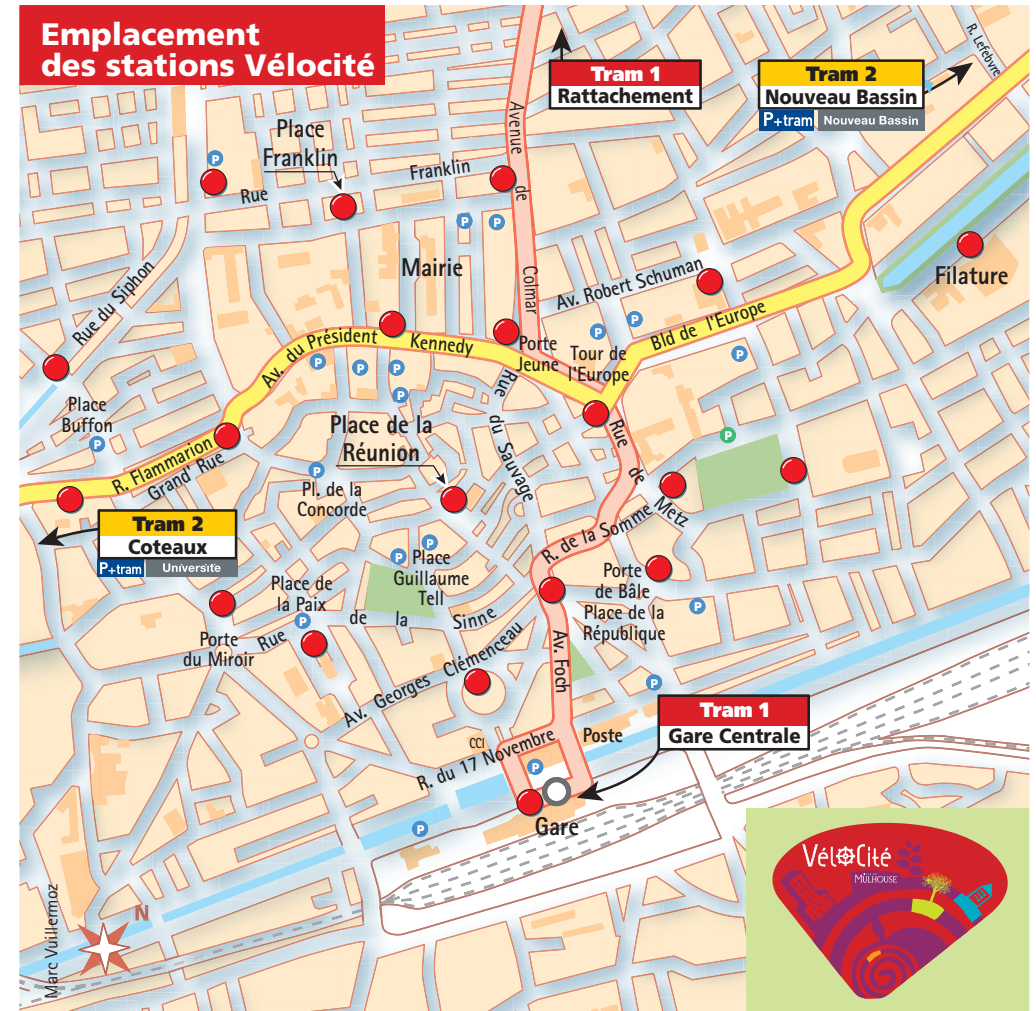 Emplacement
des stations Vélocité
Tram 1
Rattachement
Tram 2
Nouveau Bassin
P+tram Nouveau Bassin
R. Lefebvre
Place
Franklin
P
Rue
Franklin
Avenue de
Colmar
P
P
Mairie
Av. Robert Schuman
Filature
Rue du Siphon
Av. du Président Kennedy
Porte
Jeune
Tour de
l'Europe
P
P
Bld de l'Europe
P
P
P
P
P
Place
Buffon
P
Place de la
Réunion
Rue du Sauvage
Rue de Metz
P
R. Flammarion
Grand' Rue
P
Pl. de la
Concorde
Tram 2
Coteaux
P+tram Université
R. de la Somme
P
P
Place
Guillaume
Tell
Place de
la Paix
P
Porte
de Bâle
Place de la
République
P
Porte
du Miroir
Rue de la Sinne
Av. Georges Clémenceau
Av. Foch
P
Tram 1
Gare Centrale
CCI
R. du 17 Novembre
Poste
P
Gare
P
VéloCité
MULHOUSE
N
Marc Vuillermoz